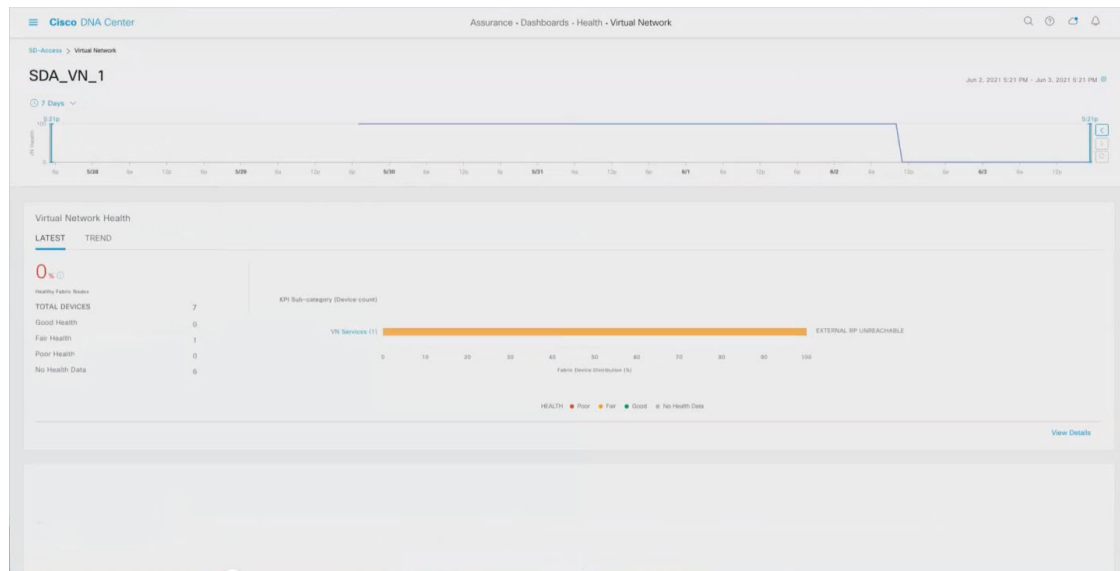 Cisco DNA Center
Assurance • Dashboards • Health • Virtual Network
SD-Access > Virtual Network
SDA_VN_1
Jun 2, 2021 5:21 PM - Jun 3, 2021 5:21 PM
7 Days
5:21p
5:21p
100
0
5/28
5/29
5/30
5/31
6/1
6/2
6/3
Virtual Network Health
LATEST TREND
0%
Healthy Fabric Nodes
TOTAL DEVICES 7
Good Health 0
Fair Health 1
Poor Health 0
No Health Data 6
KPI Sub-category (Device count)
VN Services (1) EXTERNAL RP UNREACHABLE
0 10 20 30 40 50 60 70 80 90 100
Fabric Device Distribution (%)
HEALTH Poor Fair Good No Health Data
View Details